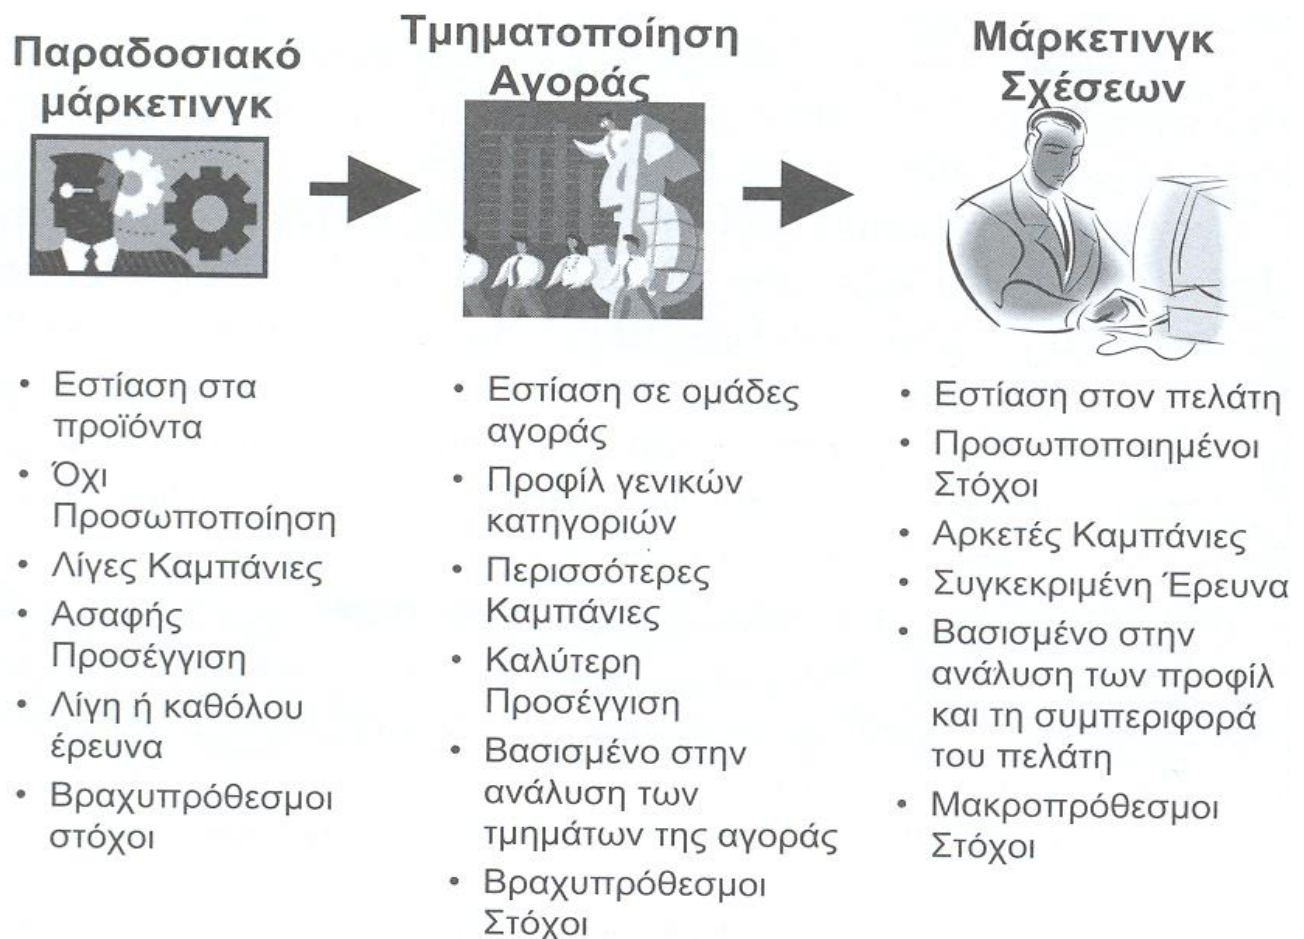 Παραδοσιακό
μάρκετινγκ
• Εστίαση στα
προϊόντα
• Όχι
Προσωποποίηση
• Λίγες Καμπάνιες
• Ασαφής
Προσέγγιση
• Λίγη ή καθόλου
έρευνα
• Βραχυπρόθεσμοι
στόχοι
Τμηματοποίηση
Αγοράς
• Εστίαση σε ομάδες
αγοράς
• Προφίλ γενικών
κατηγοριών
• Περισσότερες
Καμπάνιες
• Καλύτερη
Προσέγγιση
• Βασισμένο στην
ανάλυση των
τμημάτων της αγοράς
• Βραχυπρόθεσμοι
Στόχοι
Μάρκετινγκ
Σχέσεων
• Εστίαση στον πελάτη
• Προσωποποιημένοι
Στόχοι
• Αρκετές Καμπάνιες
• Συγκεκριμένη Έρευνα
• Βασισμένο στην
ανάλυση των προφίλ
και τη συμπεριφορά
του πελάτη
• Μακροπρόθεσμοι
Στόχοι